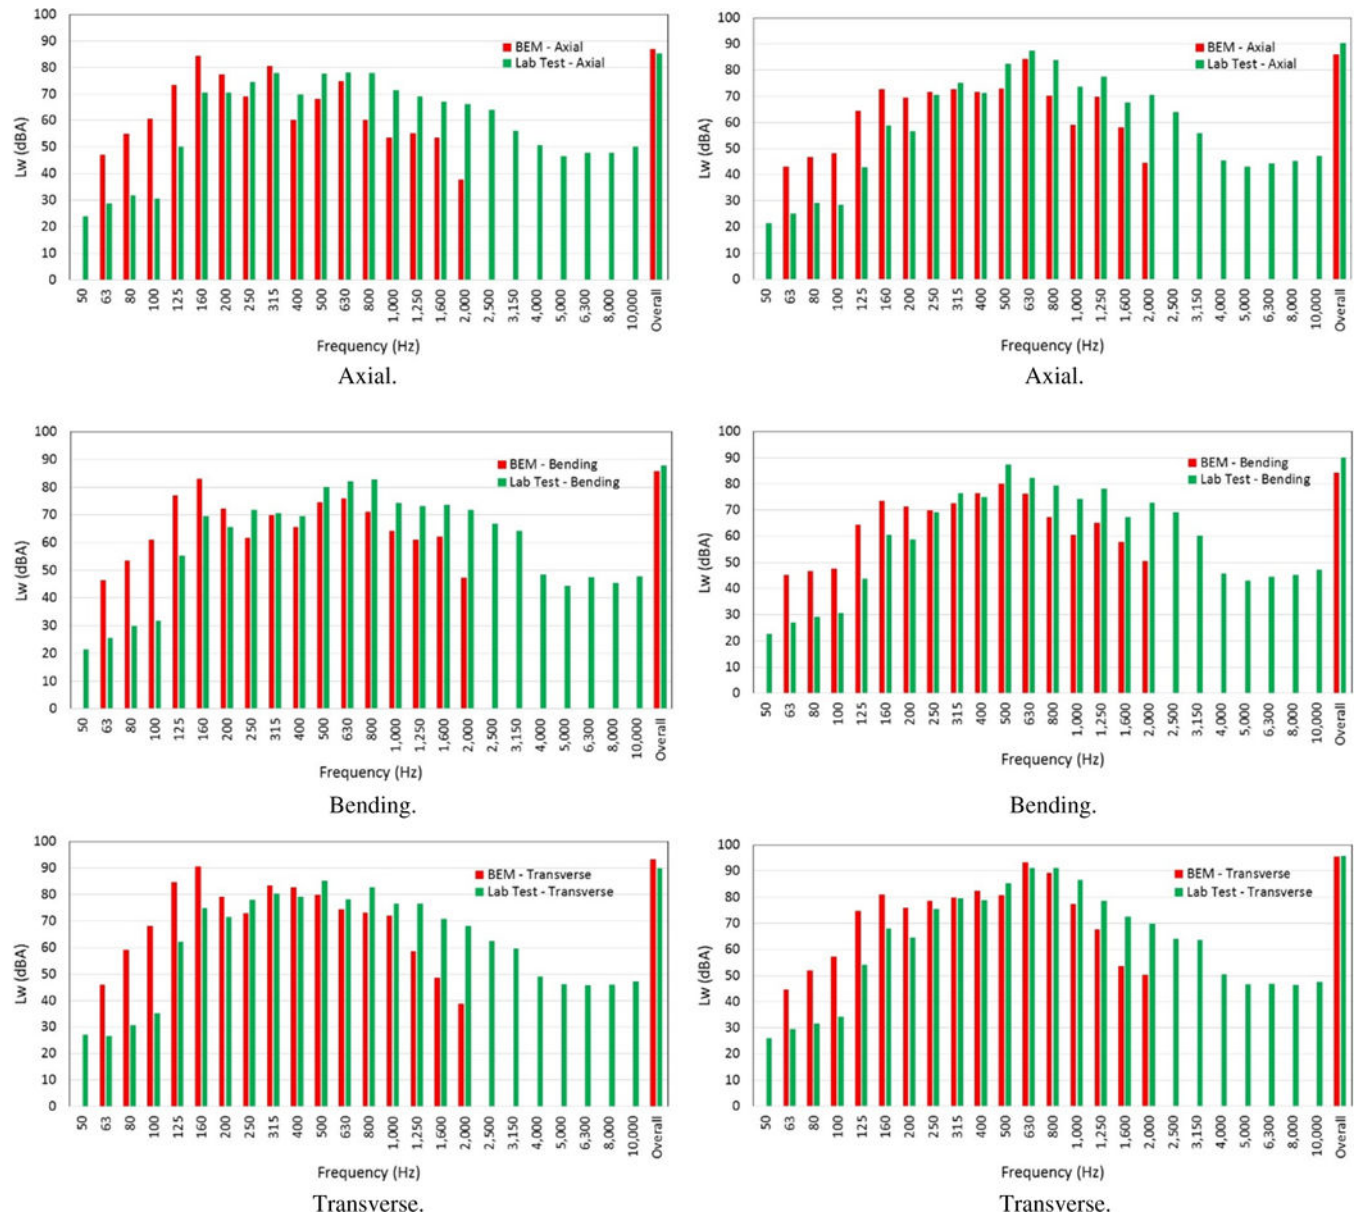 100
90
80
70
60
50
40
30
20
10
0
Lw (dBA)
BEM - Axial
Lab Test - Axial
50 63 80 100 125 160 200 250 315 400 500 630 800 1,000 1,250 1,600 2,000 2,500 3,150 4,000 5,000 6,300 8,000 10,000 Overall
Frequency (Hz)
Axial.
100
90
80
70
60
50
40
30
20
10
0
Lw (dBA)
BEM - Axial
Lab Test - Axial
50 63 80 100 125 160 200 250 315 400 500 630 800 1,000 1,250 1,600 2,000 2,500 3,150 4,000 5,000 6,300 8,000 10,000 Overall
Frequency (Hz)
Axial.
100
90
80
70
60
50
40
30
20
10
0
Lw (dBA)
BEM - Bending
Lab Test - Bending
50 63 80 100 125 160 200 250 315 400 500 630 800 1,000 1,250 1,600 2,000 2,500 3,150 4,000 5,000 6,300 8,000 10,000 Overall
Frequency (Hz)
Bending.
100
90
80
70
60
50
40
30
20
10
0
Lw (dBA)
BEM - Bending
Lab Test - Bending
50 63 80 100 125 160 200 250 315 400 500 630 800 1,000 1,250 1,600 2,000 2,500 3,150 4,000 5,000 6,300 8,000 10,000 Overall
Frequency (Hz)
Bending.
100
90
80
70
60
50
40
30
20
10
0
Lw (dBA)
BEM - Transverse
Lab Test - Transverse
50 63 80 100 125 160 200 250 315 400 500 630 800 1,000 1,250 1,600 2,000 2,500 3,150 4,000 5,000 6,300 8,000 10,000 Overall
Frequency (Hz)
Transverse.
100
90
80
70
60
50
40
30
20
10
0
Lw (dBA)
BEM - Transverse
Lab Test - Transverse
50 63 80 100 125 160 200 250 315 400 500 630 800 1,000 1,250 1,600 2,000 2,500 3,150 4,000 5,000 6,300 8,000 10,000 Overall
Frequency (Hz)
Transverse.